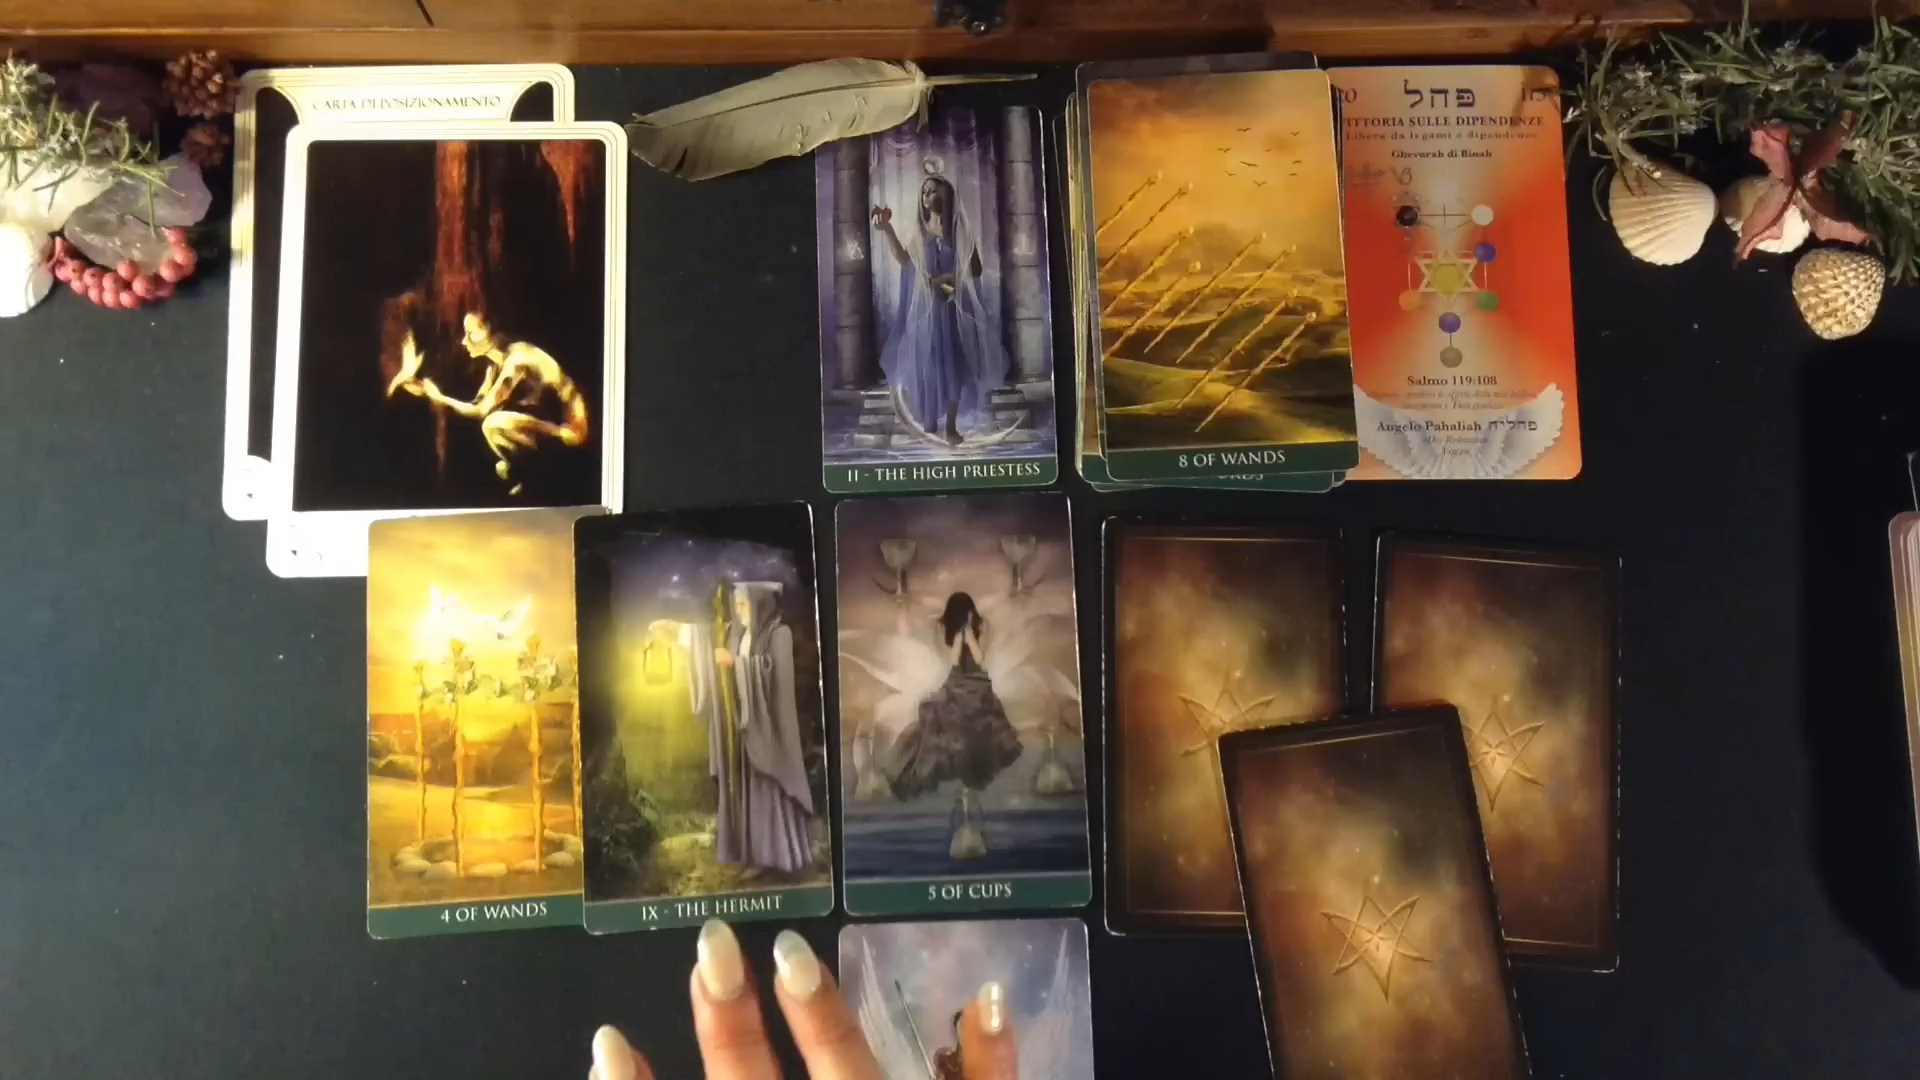 CARTA DI POSIZIONAMENTO
II - THE HIGH PRIESTESS
8 OF WANDS
פהל
ITTORIA SULLE DIPENDENZE
Libera da legami e dipendenze
Ghevurah di Binah
Salmo 119:108
Angelo Pahaliah פהליה
4 OF WANDS
IX - THE HERMIT
5 OF CUPS